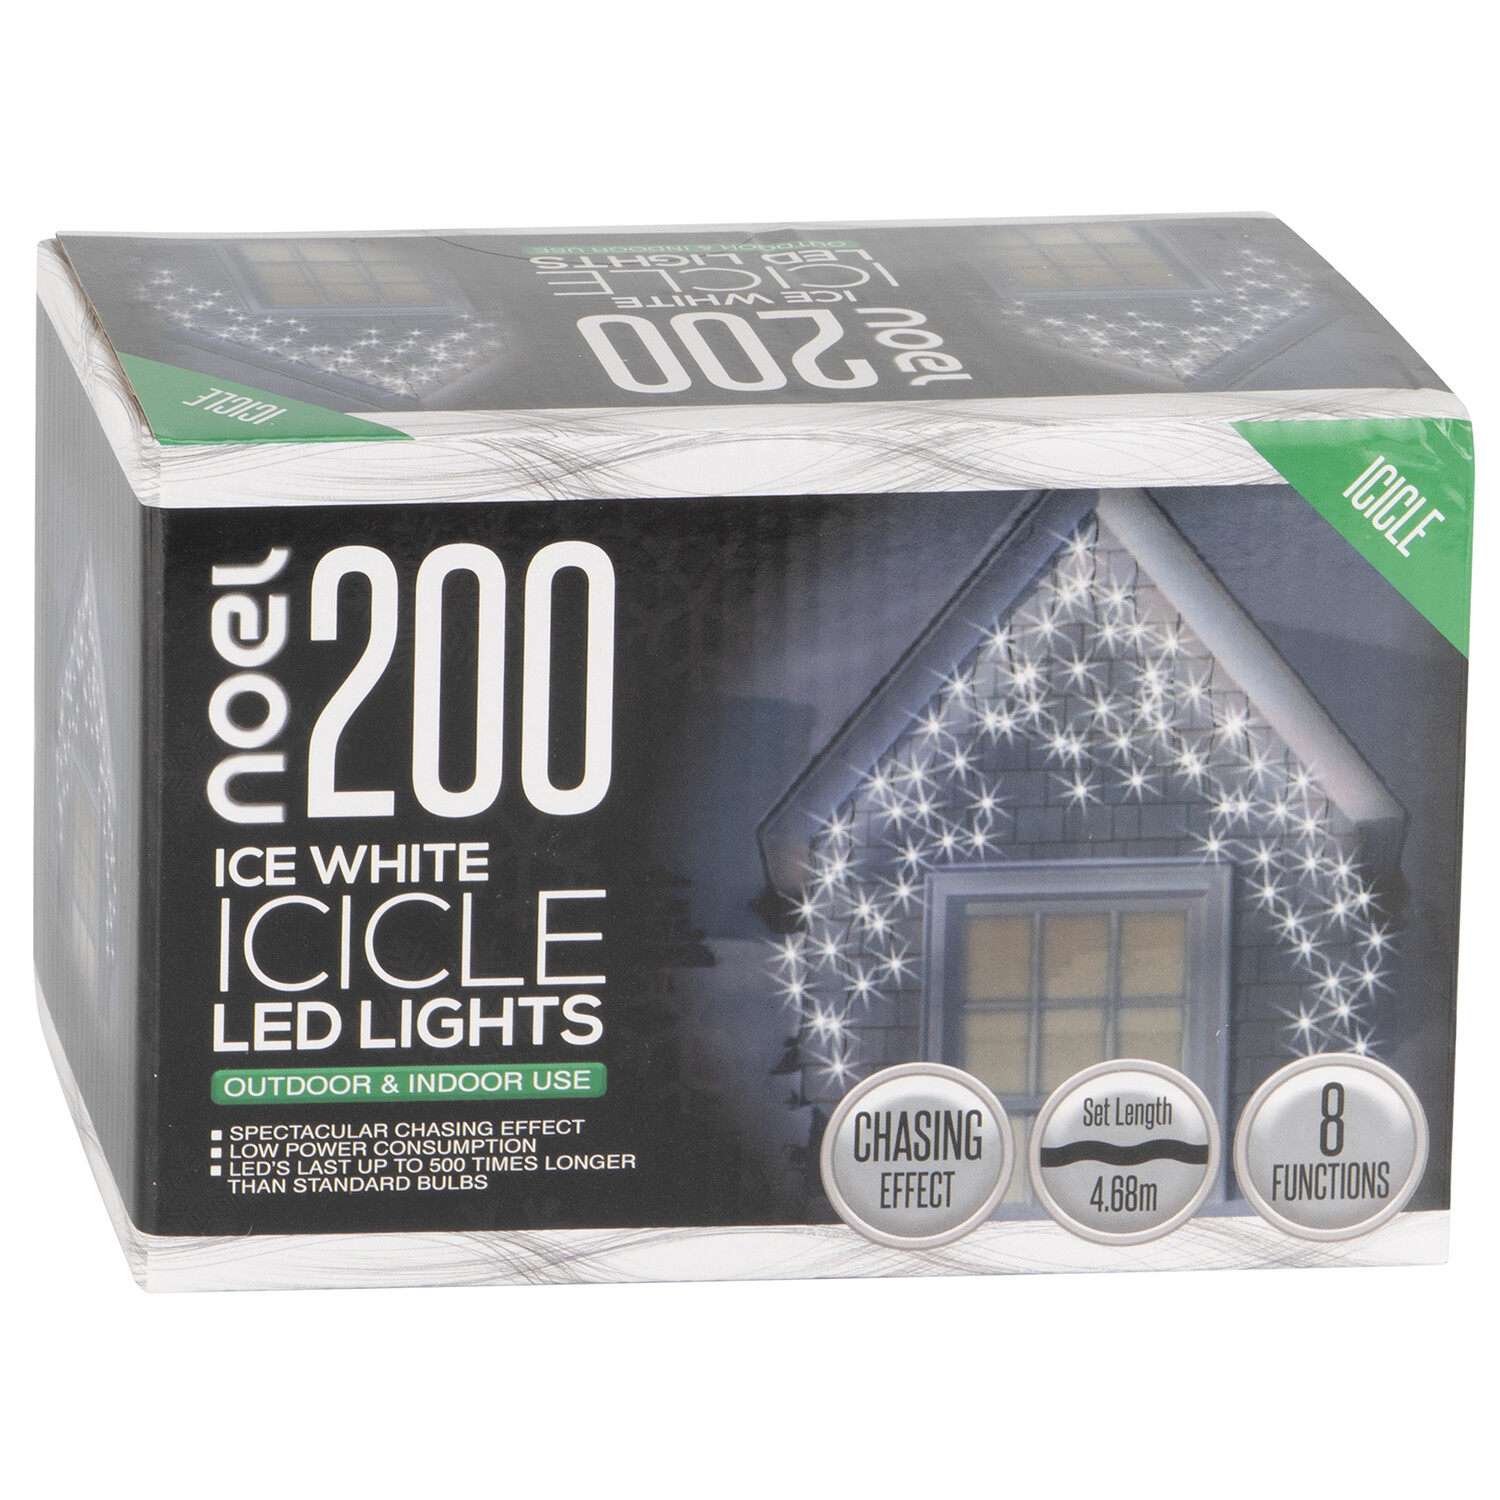 OUTDOOR & INDOOR USE
LED LIGHTS
ICICLE
ICE WHITE
200
noel
ICICLE
ICICLE
noel
200
ICE WHITE
ICICLE
LED LIGHTS
OUTDOOR & INDOOR USE
SPECTACULAR CHASING EFFECT
LOW POWER CONSUMPTION
LED'S LAST UP TO 500 TIMES LONGER
THAN STANDARD BULBS
CHASING
EFFECT
Set Length
4.68m
8
FUNCTIONS